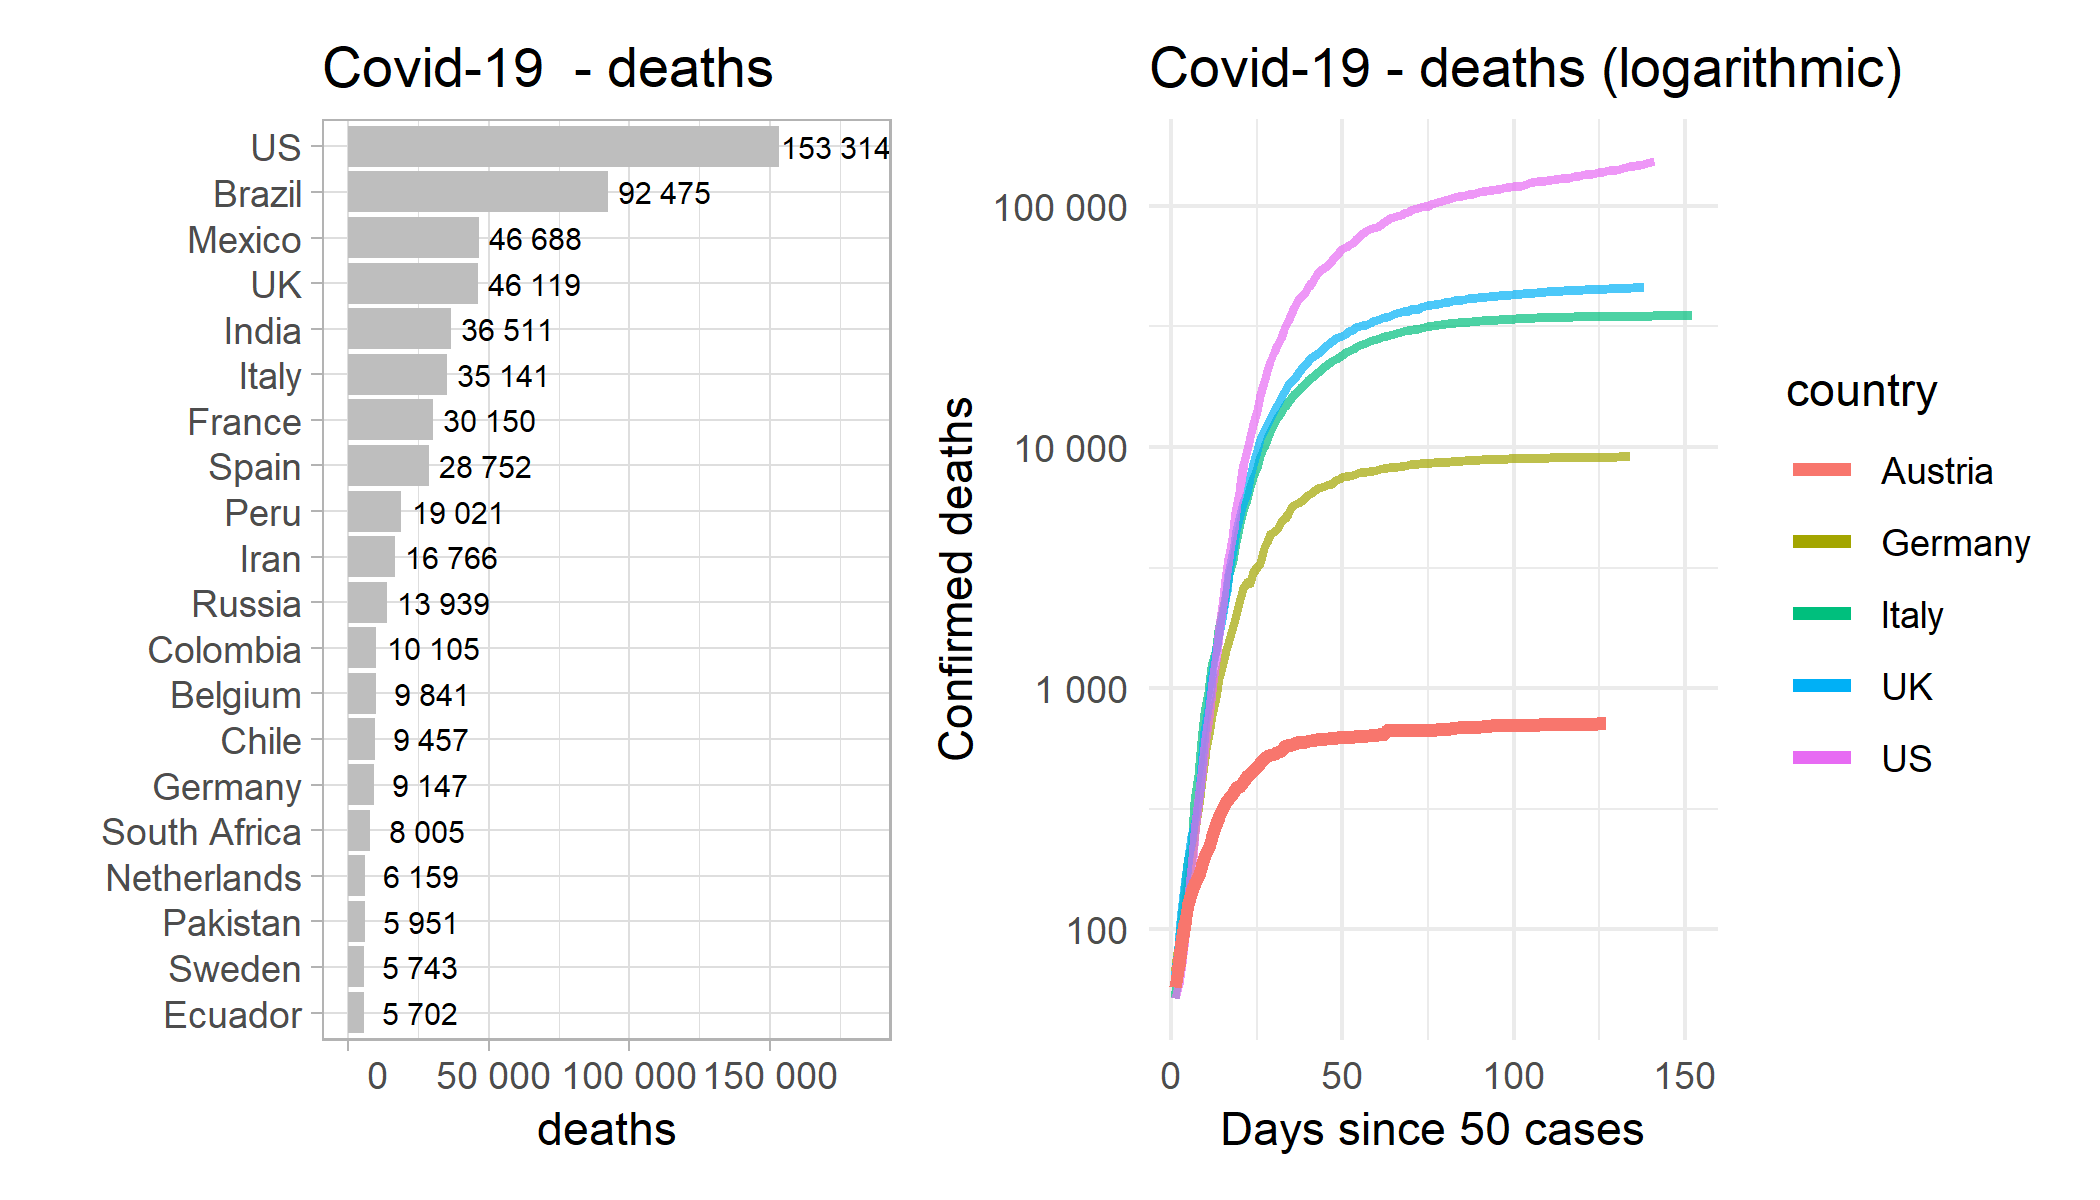 Covid-19  - deaths
US
153 314
Brazil
92 475
Mexico
46 688
UK
46 119
India
36 511
Italy
35 141
France
30 150
Spain
28 752
Peru
19 021
Iran
16 766
Russia
13 939
Colombia
10 105
Belgium
9 841
Chile
9 457
Germany
9 147
South Africa
8 005
Netherlands
6 159
Pakistan
5 951
Sweden
5 743
Ecuador
5 702
0
50 000
100 000
150 000
deaths
Covid-19 - deaths (logarithmic)
Confirmed deaths
100 000
10 000
1 000
100
0
50
100
150
Days since 50 cases
country
Austria
Germany
Italy
UK
US